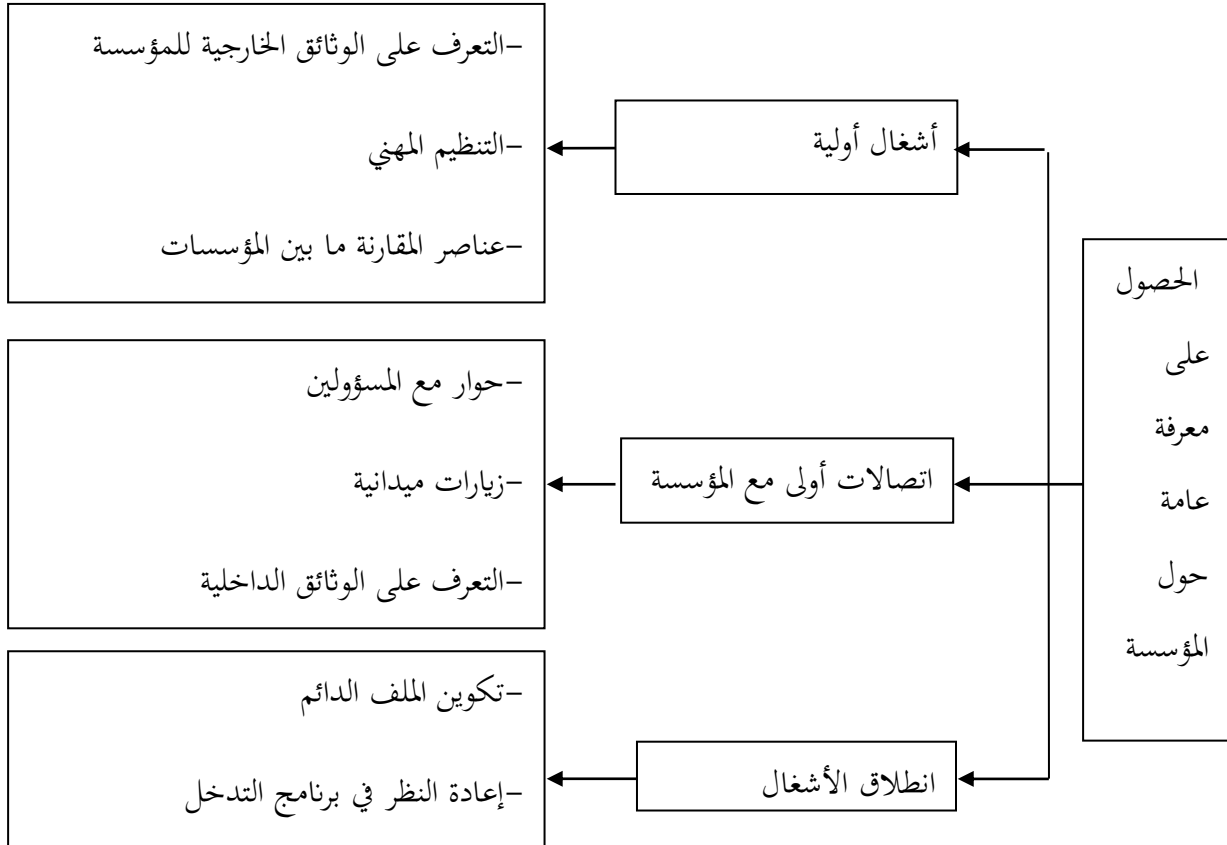 الحصول
على
معرفة
عامة
حول
المؤسسة
أشغال أولية
-التعرف على الوثائق الخارجية للمؤسسة
-التنظيم المهني
-عناصر المقارنة ما بين المؤسسات
اتصالات أولى مع المؤسسة
-حوار مع المسؤولين
-زيارات ميدانية
-التعرف على الوثائق الداخلية
انطلاق الأشغال
-تكوين الملف الدائم
-إعادة النظر في برنامج التدخل